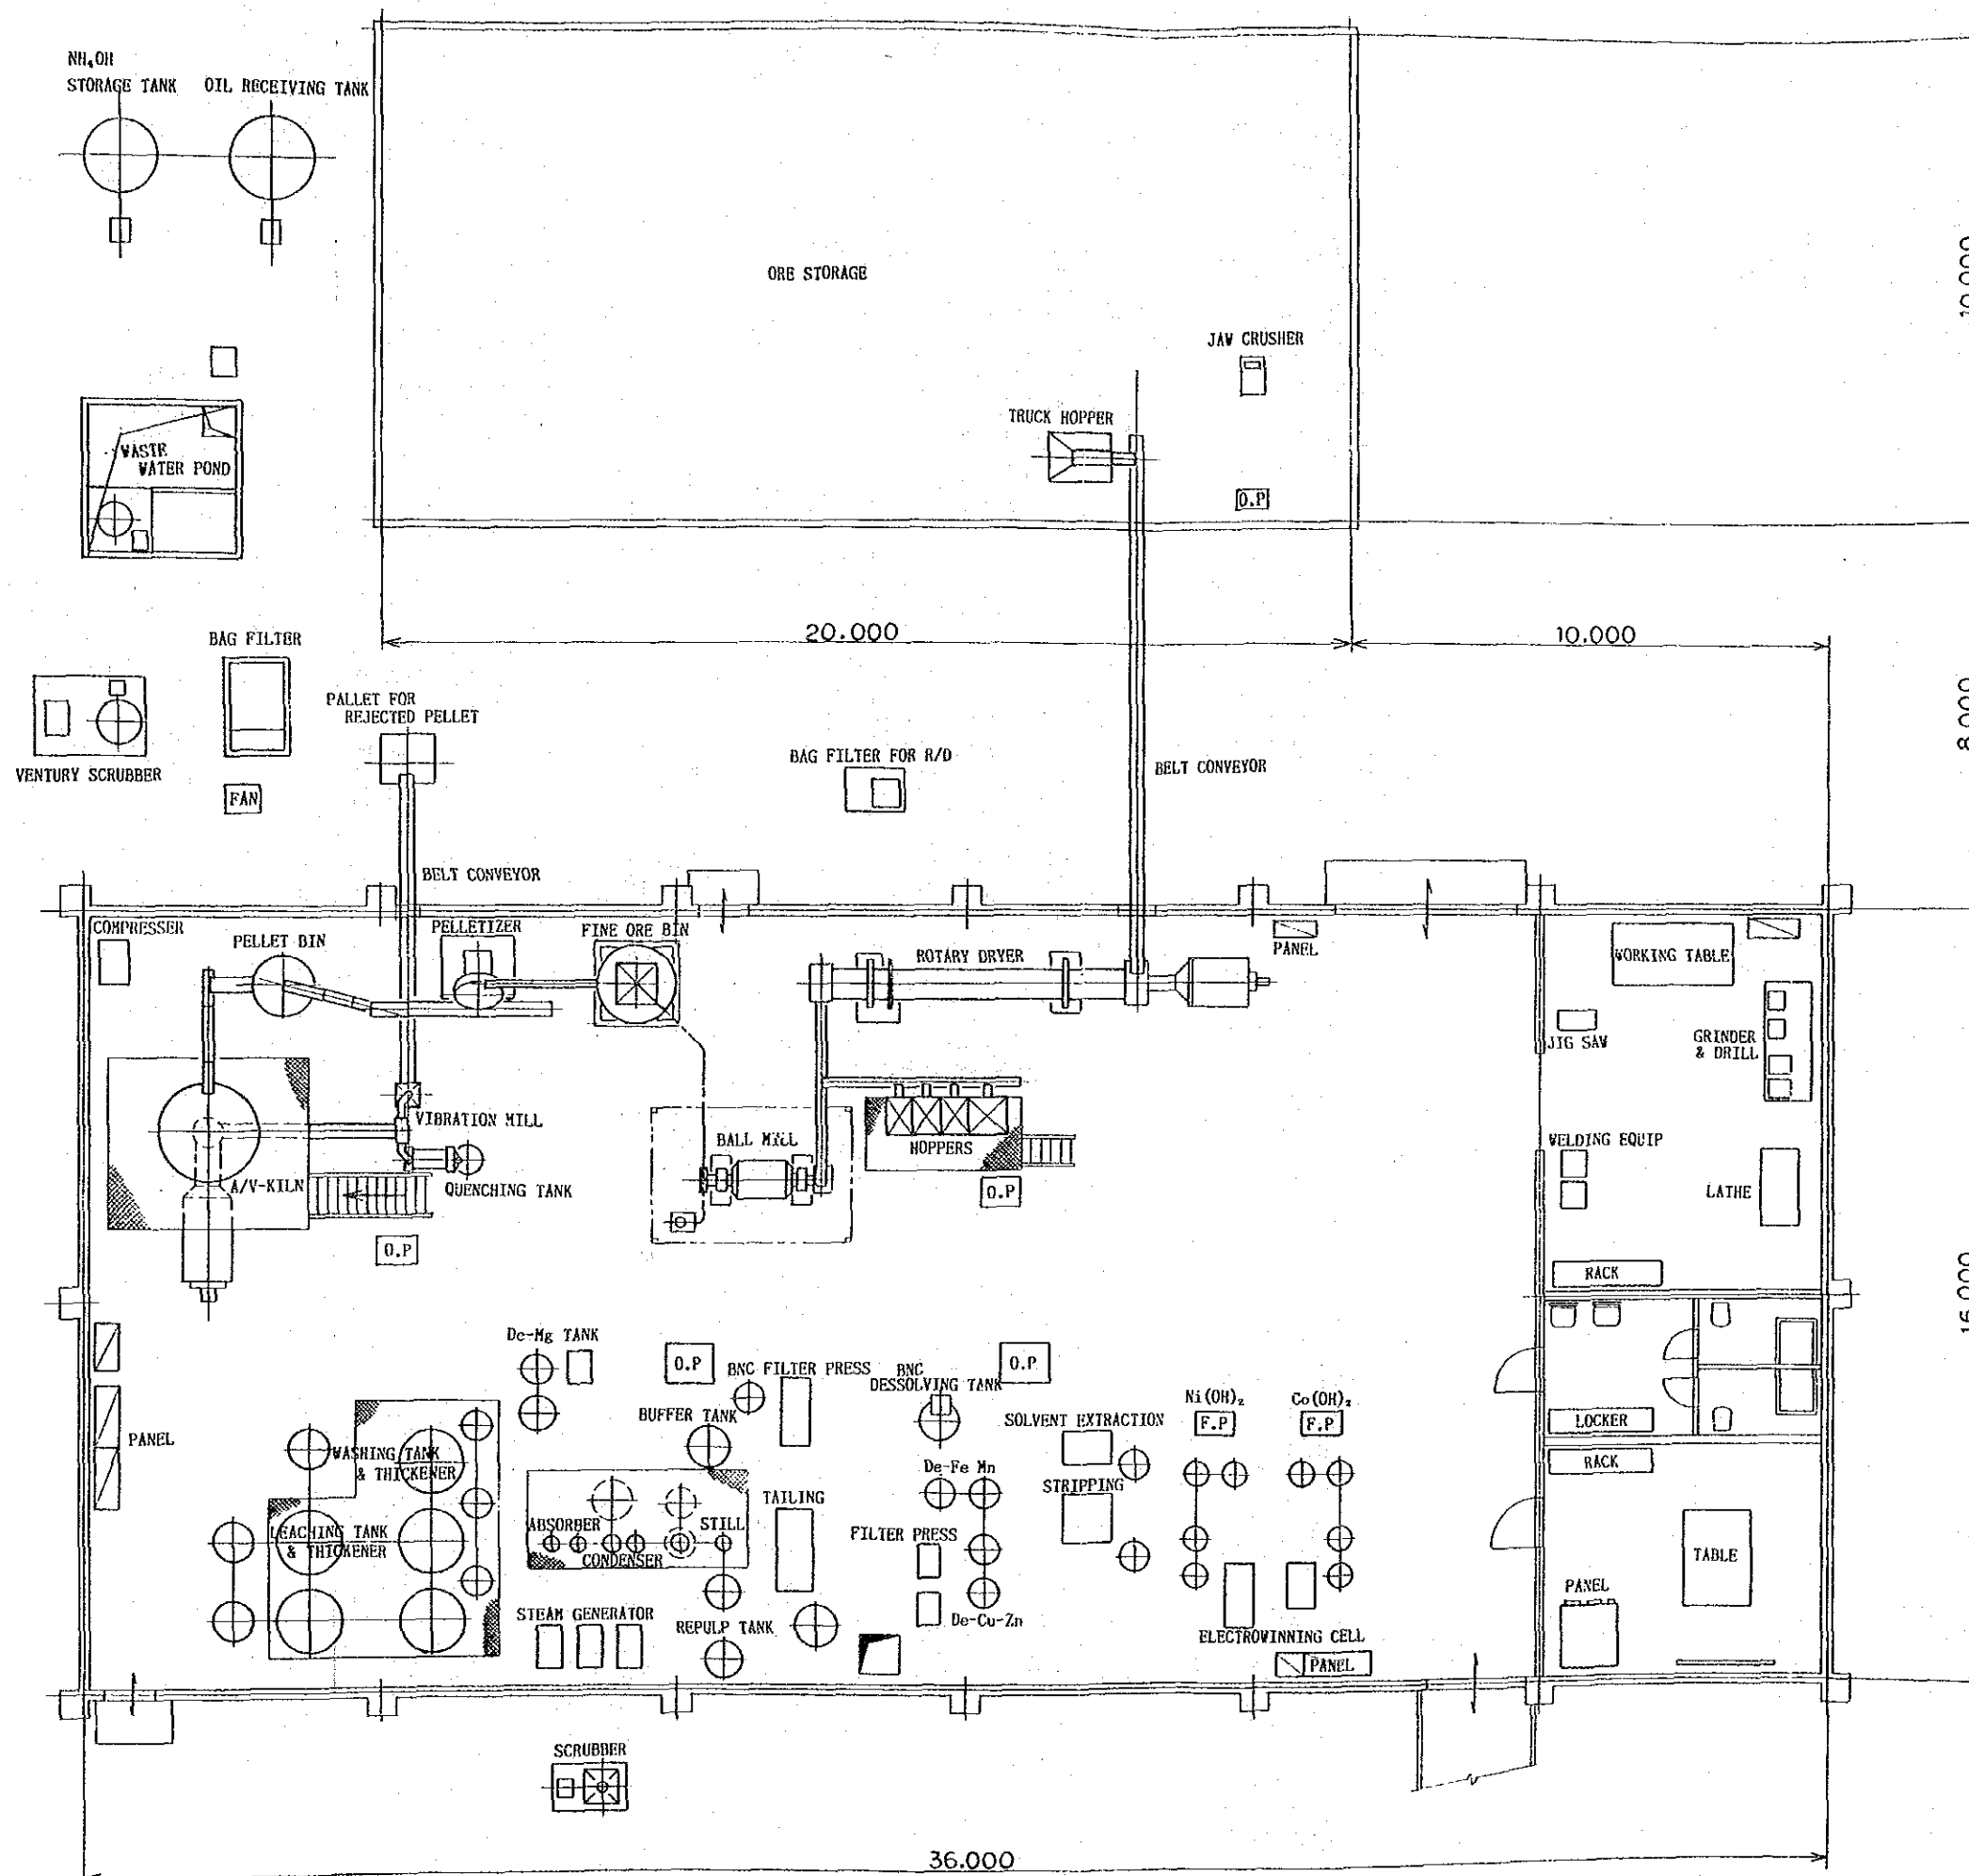 NH₄OH
STORAGE TANK
OIL RECEIVING TANK
ORE STORAGE
10.000
JAW CRUSHER
TRUCK HOPPER
WASTE
WATER POND
O.P
20.000
10.000
BAG FILTER
8.000
PALLET FOR
REJECTED PELLET
VENTURY SCRUBBER
BAG FILTER FOR R/D
BELT CONVEYOR
FAN
BELT CONVEYOR
COMPRESSER
PELLET BIN
PELLETIZER
FINE ORE BIN
ROTARY DRYER
PANEL
WORKING TABLE
JIG SAW
GRINDER
& DRILL
VIBRATION MILL
BALL MILL
HOPPERS
WELDING EQUIP
A/V-KILN
QUENCHING TANK
O.P
LATHE
O.P
RACK
16.000
De-Mg TANK
O.P
BNC FILTER PRESS
BNC
DESSOLVING TANK
O.P
Ni(OH)₂
Co(OH)₂
F.P
F.P
BUFFER TANK
SOLVENT EXTRACTION
LOCKER
PANEL
WASHING TANK
& THICKENER
De-Fe Mn
RACK
STRIPPING
TAILING
LEACHING TANK
& THICKENER
ABSORBER
STILL
CONDENSER
FILTER PRESS
TABLE
PANEL
STEAM GENERATOR
REPULP TANK
De-Cu-Zn
ELECTROWINNING CELL
PANEL
SCRUBBER
36.000